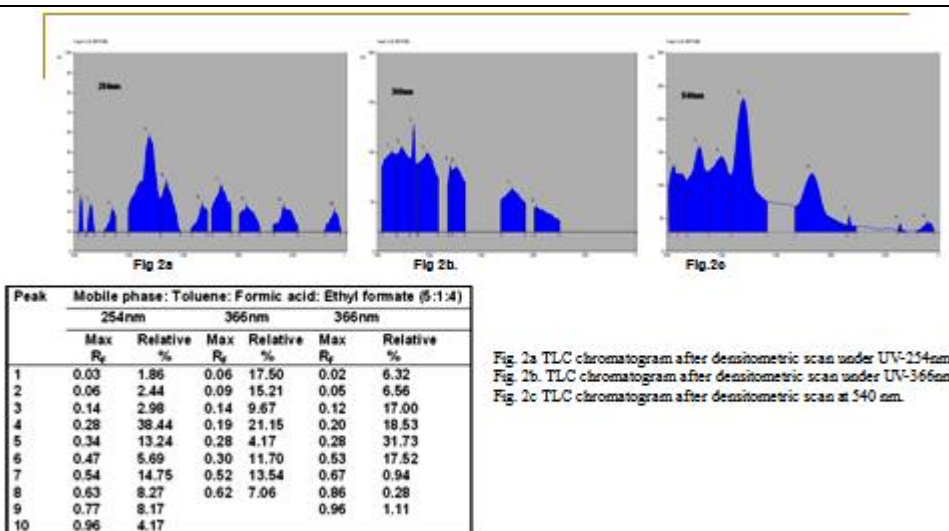 254nm
540nm
Fig 2a
Fig 2b.
Fig.2c
Peak Mobile phase: Toluene: Formic acid: Ethyl formate (5:1:4)
254nm 366nm 366nm
Max RF Relative % Max RF Relative % Max RF Relative %
1 0.03 1.86 0.06 17.50 0.02 6.32
2 0.06 2.44 0.09 15.21 0.05 6.56
3 0.14 2.98 0.14 9.67 0.12 17.00
4 0.28 38.44 0.19 21.15 0.20 18.53
5 0.34 13.24 0.28 4.17 0.28 31.73
6 0.47 5.69 0.30 11.70 0.53 17.52
7 0.54 14.75 0.52 13.54 0.67 0.94
8 0.63 8.27 0.62 7.06 0.86 0.28
9 0.77 8.17 0.96 1.11
10 0.96 4.17
Fig. 2a TLC chromatogram after densitometric scan under UV-254nm
Fig. 2b. TLC chromatogram after densitometric scan under UV-366nm
Fig. 2c TLC chromatogram after densitometric scan at 540 nm.